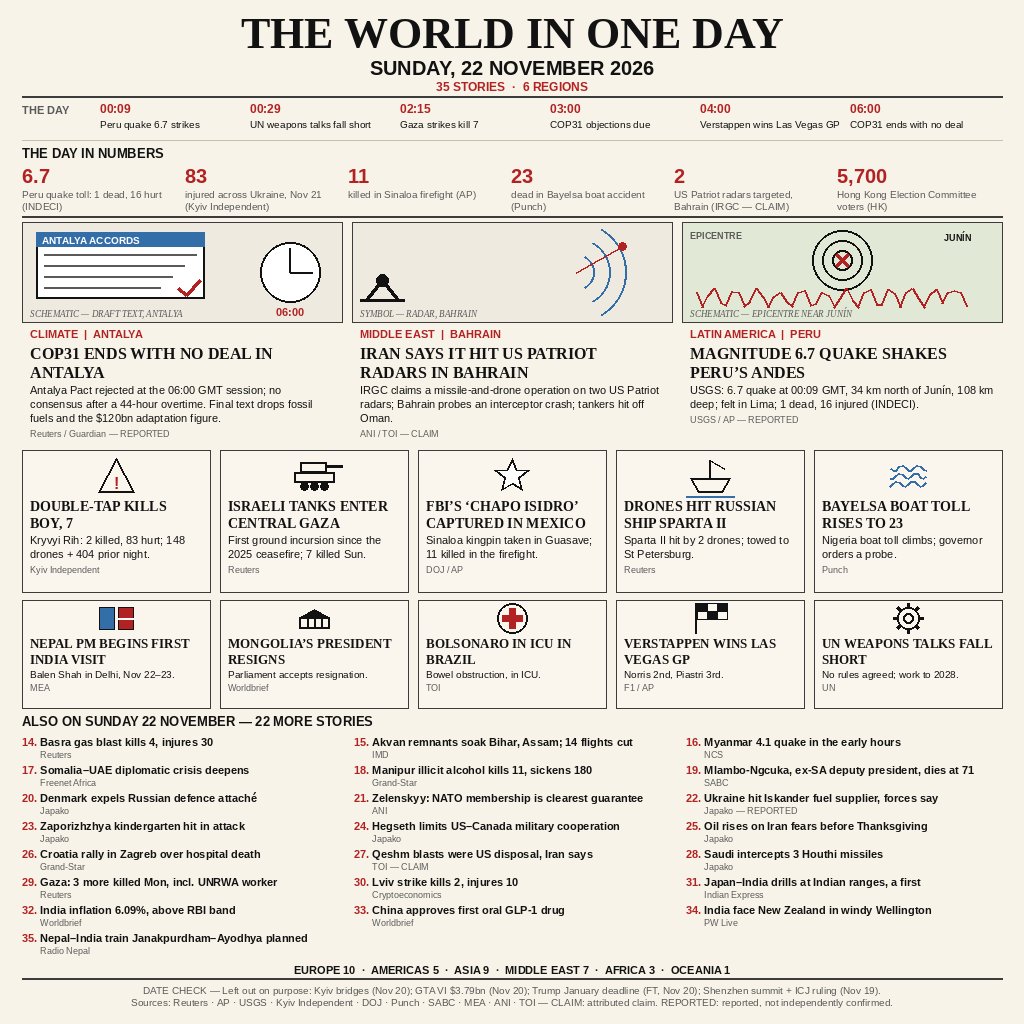 THE WORLD IN ONE DAY
SUNDAY, 22 NOVEMBER 2026
35 STORIES · 6 REGIONS
THE DAY
00:09
Peru quake 6.7 strikes
00:29
UN weapons talks fall short
02:15
Gaza strikes kill 7
03:00
COP31 objections due
04:00
Verstappen wins Las Vegas GP
06:00
COP31 ends with no deal
THE DAY IN NUMBERS
6.7
Peru quake toll: 1 dead, 16 hurt
(INDECI)
83
injured across Ukraine, Nov 21
(Kyiv Independent)
11
killed in Sinaloa firefight (AP)
23
dead in Bayelsa boat accident
(Punch)
2
US Patriot radars targeted,
Bahrain (IRGC — CLAIM)
5,700
Hong Kong Election Committee
voters (HK)
ANTALYA ACCORDS
06:00
SCHEMATIC — DRAFT TEXT, ANTALYA
CLIMATE | ANTALYA
COP31 ENDS WITH NO DEAL IN
ANTALYA
Antalya Pact rejected at the 06:00 GMT session; no
consensus after a 44-hour overtime. Final text drops fossil
fuels and the $120bn adaptation figure.
Reuters / Guardian — REPORTED
SYMBOL — RADAR, BAHRAIN
MIDDLE EAST | BAHRAIN
IRAN SAYS IT HIT US PATRIOT
RADARS IN BAHRAIN
IRGC claims a missile-and-drone operation on two US Patriot
radars; Bahrain probes an interceptor crash; tankers hit off
Oman.
ANI / TOI — CLAIM
EPICENTRE
JUNÍN
SCHEMATIC — EPICENTRE NEAR JUNÍN
LATIN AMERICA | PERU
MAGNITUDE 6.7 QUAKE SHAKES
PERU’S ANDES
USGS: 6.7 quake at 00:09 GMT, 34 km north of Junín, 108 km
deep; felt in Lima; 1 dead, 16 injured (INDECI).
USGS / AP — REPORTED
!
DOUBLE-TAP KILLS
BOY, 7
Kryvyi Rih: 2 killed, 83 hurt; 148
drones + 404 prior night.
Kyiv Independent
ISRAELI TANKS ENTER
CENTRAL GAZA
First ground incursion since the
2025 ceasefire; 7 killed Sun.
Reuters
FBI’S ‘CHAPO ISIDRO’
CAPTURED IN MEXICO
Sinaloa kingpin taken in Guasave;
11 killed in the firefight.
DOJ / AP
DRONES HIT RUSSIAN
SHIP SPARTA II
Sparta II hit by 2 drones; towed to
St Petersburg.
Reuters
BAYELSA BOAT TOLL
RISES TO 23
Nigeria boat toll climbs; governor
orders a probe.
Punch
NEPAL PM BEGINS FIRST
INDIA VISIT
Balen Shah in Delhi, Nov 22–23.
MEA
MONGOLIA’S PRESIDENT
RESIGNS
Parliament accepts resignation.
Worldbrief
BOLSONARO IN ICU IN
BRAZIL
Bowel obstruction, in ICU.
TOI
VERSTAPPEN WINS LAS
VEGAS GP
Norris 2nd, Piastri 3rd.
F1 / AP
UN WEAPONS TALKS FALL
SHORT
No rules agreed; work to 2028.
UN
ALSO ON SUNDAY 22 NOVEMBER — 22 MORE STORIES
14. Basra gas blast kills 4, injures 30
Reuters
15. Akvan remnants soak Bihar, Assam; 14 flights cut
IMD
16. Myanmar 4.1 quake in the early hours
NCS
17. Somalia–UAE diplomatic crisis deepens
Freenet Africa
18. Manipur illicit alcohol kills 11, sickens 180
Grand-Star
19. Mlambo-Ngcuka, ex-SA deputy president, dies at 71
SABC
20. Denmark expels Russian defence attaché
Japako
21. Zelenskyy: NATO membership is clearest guarantee
ANI
22. Ukraine hit Iskander fuel supplier, forces say
Japako — REPORTED
23. Zaporizhzhya kindergarten hit in attack
Japako
24. Hegseth limits US–Canada military cooperation
Japako
25. Oil rises on Iran fears before Thanksgiving
Japako
26. Croatia rally in Zagreb over hospital death
Grand-Star
27. Qeshm blasts were US disposal, Iran says
TOI — CLAIM
28. Saudi intercepts 3 Houthi missiles
Japako
29. Gaza: 3 more killed Mon, incl. UNRWA worker
Reuters
30. Lviv strike kills 2, injures 10
Cryptoeconomics
31. Japan–India drills at Indian ranges, a first
Indian Express
32. India inflation 6.09%, above RBI band
Worldbrief
33. China approves first oral GLP-1 drug
Worldbrief
34. India face New Zealand in windy Wellington
PW Live
35. Nepal–India train Janakpurdham–Ayodhya planned
Radio Nepal
EUROPE 10 · AMERICAS 5 · ASIA 9 · MIDDLE EAST 7 · AFRICA 3 · OCEANIA 1
DATE CHECK — Left out on purpose: Kyiv bridges (Nov 20); GTA VI $3.79bn (Nov 20); Trump January deadline (FT, Nov 20); Shenzhen summit + ICJ ruling (Nov 19).
Sources: Reuters · AP · USGS · Kyiv Independent · DOJ · Punch · SABC · MEA · ANI · TOI — CLAIM: attributed claim. REPORTED: reported, not independently confirmed.